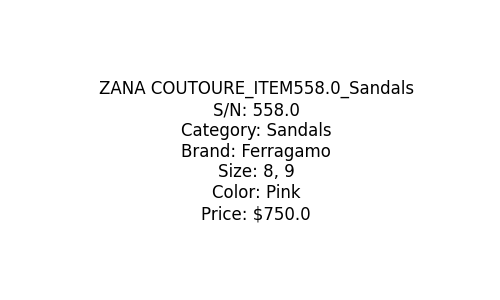 ZANA COUTOURE_ITEM558.0_Sandals
S/N: 558.0
Category: Sandals
Brand: Ferragamo
Size: 8, 9
Color: Pink
Price: $750.0